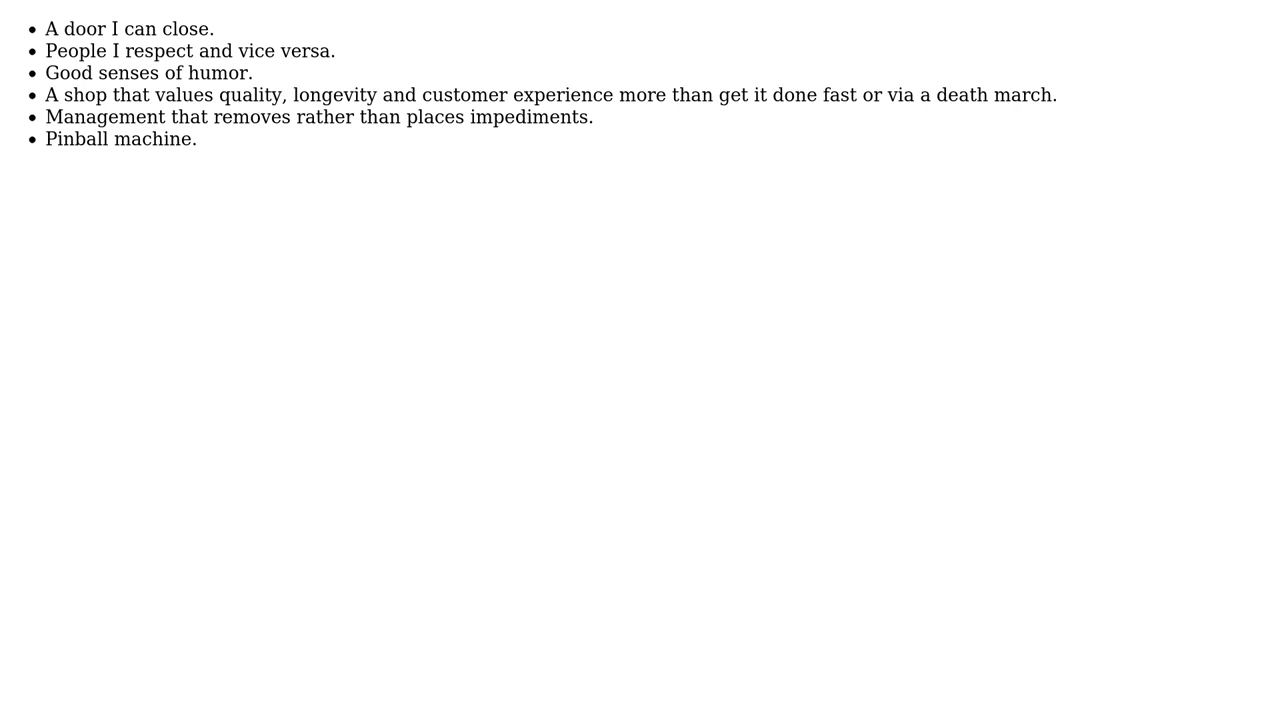 • A door I can close.
• People I respect and vice versa.
• Good senses of humor.
• A shop that values quality, longevity and customer experience more than get it done fast or via a death march.
• Management that removes rather than places impediments.
• Pinball machine.